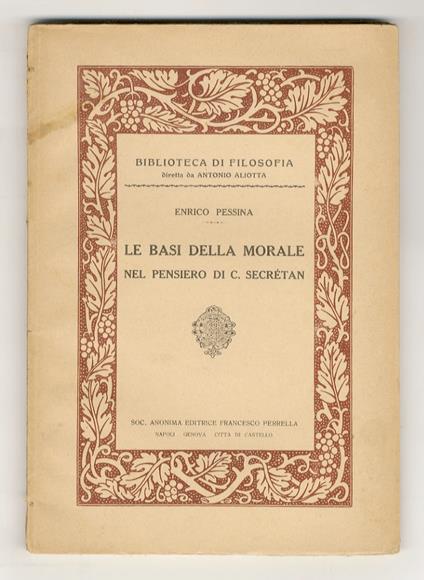 BIBLIOTECA DI FILOSOFIA
diretta da ANTONIO ALIOTTA
ENRICO PESSINA
LE BASI DELLA MORALE
NEL PENSIERO DI C. SECRÉTAN
SOC. ANONIMA EDITRICE FRANCESCO PERRELLA
NAPOLI GENOVA CITTÀ DI CASTELLO